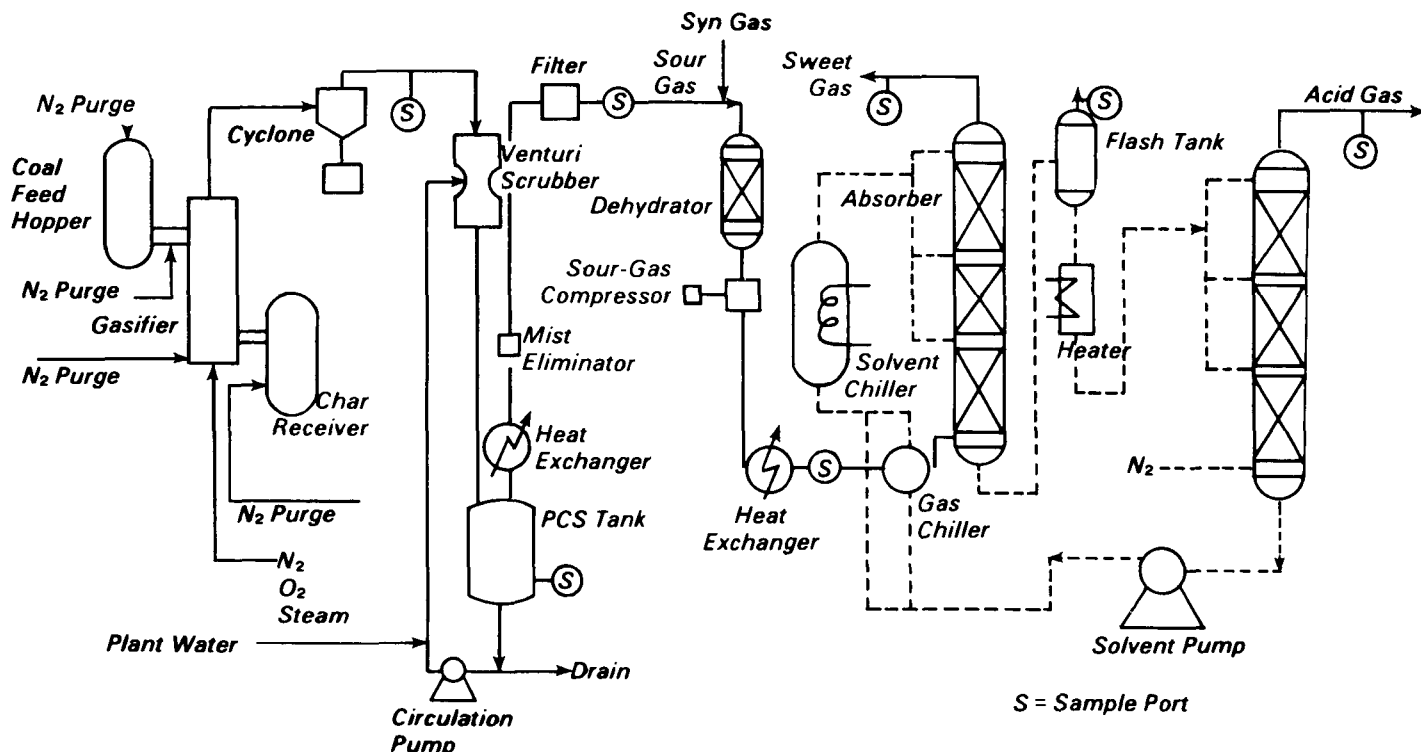 Syn Gas
Filter
Sour
Gas
Sweet
Gas
Acid Gas
S
S
S
S
S
N₂ Purge
Cyclone
Flash Tank
Coal
Feed
Hopper
Venturi
Scrubber
Dehydrator
Absorber
N₂ Purge
Gasifier
Sour-Gas
Compressor
N₂ Purge
Mist
Eliminator
Solvent
Chiller
Heater
Char
Receiver
Heat
Exchanger
S
N₂
N₂ Purge
PCS Tank
Heat
Exchanger
Gas
Chiller
S
N₂
O₂
Steam
Plant Water
Drain
Solvent Pump
Circulation
Pump
S = Sample Port